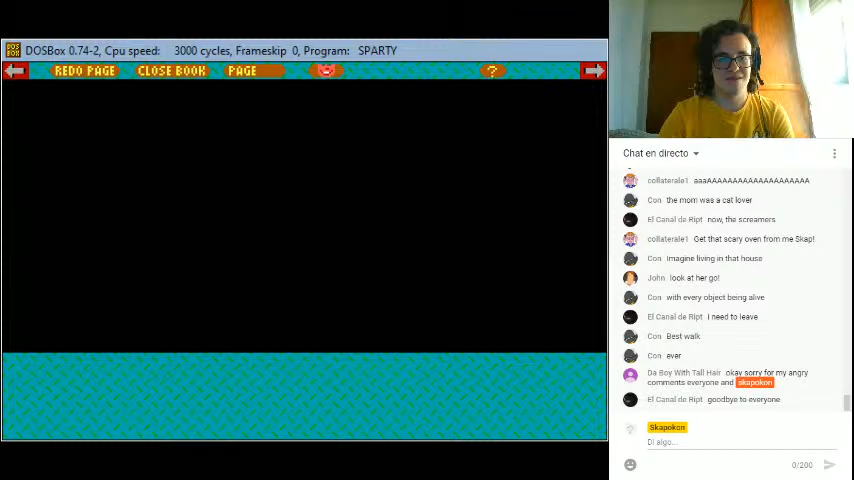 DOSBox 0.74-2, Cpu speed: 3000 cycles, Frameskip 0, Program: SPARTY
REDO PAGE CLOSE BOOK PAGE ?
Chat en directo
collaterale1 aaaAAAAAAAAAAAAAAAAAAAA
Con the mom was a cat lover
El Canal de Ript now, the screamers
collaterale1 Get that scary oven from me Skap!
Con Imagine living in that house
John look at her go!
Con with every object being alive
El Canal de Ript i need to leave
Con Best walk
Con ever
Da Boy With Tall Hair okay sorry for my angry
comments everyone and skapokon
El Canal de Ript goodbye to everyone
Skapokon
Di algo...
0/200